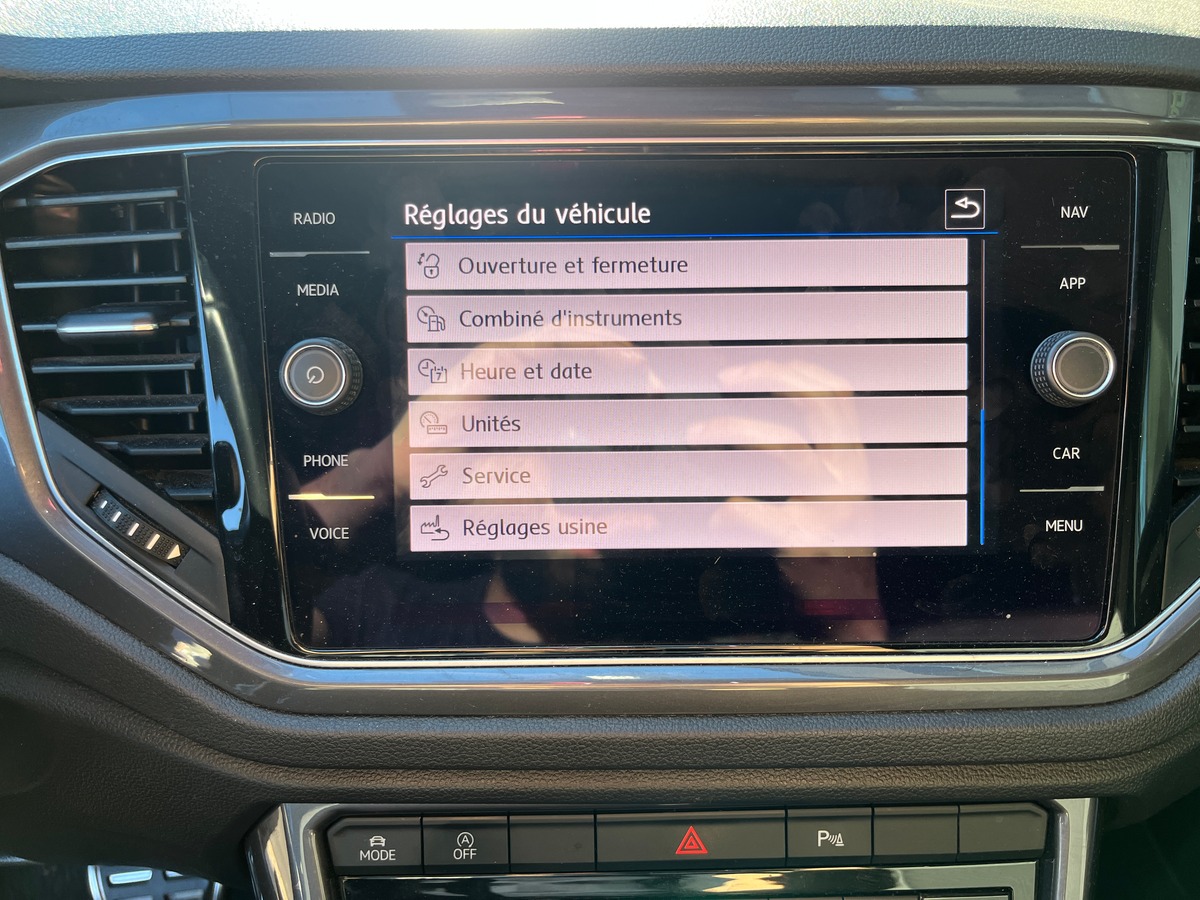 RADIO
MEDIA
PHONE
VOICE
Réglages du véhicule
Ouverture et fermeture
Combiné d'instruments
Heure et date
7
Unités
Service
Réglages usine
NAV
APP
CAR
MENU
MODE
A
OFF
P